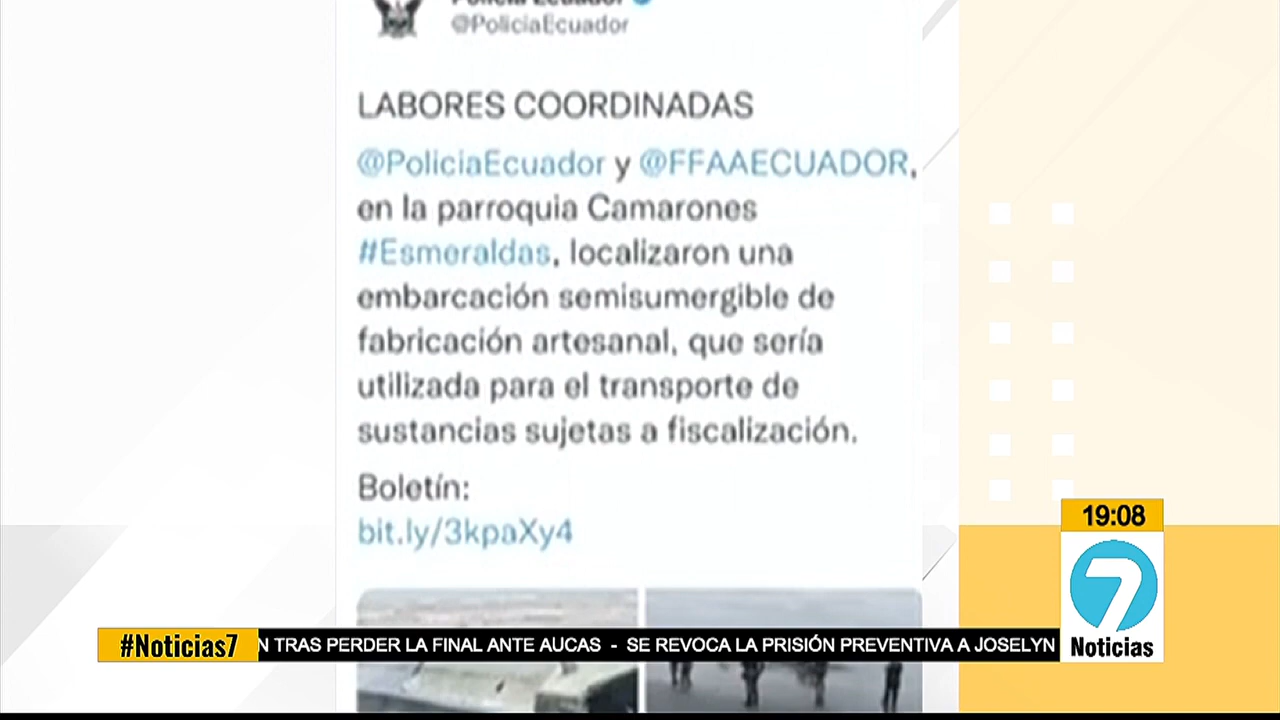 Policía Ecuador
@PoliciaEcuador
LABORES COORDINADAS
@PoliciaEcuador y @FFAAECUADOR,
en la parroquia Camarones
#Esmeraldas, localizaron una
embarcación semisumergible de
fabricación artesanal, que sería
utilizada para el transporte de
sustancias sujetas a fiscalización.
Boletín:
bit.ly/3kpaXy4
19:08
7
Noticias
#Noticias7
N TRAS PERDER LA FINAL ANTE AUCAS - SE REVOCA LA PRISIÓN PREVENTIVA A JOSELYN